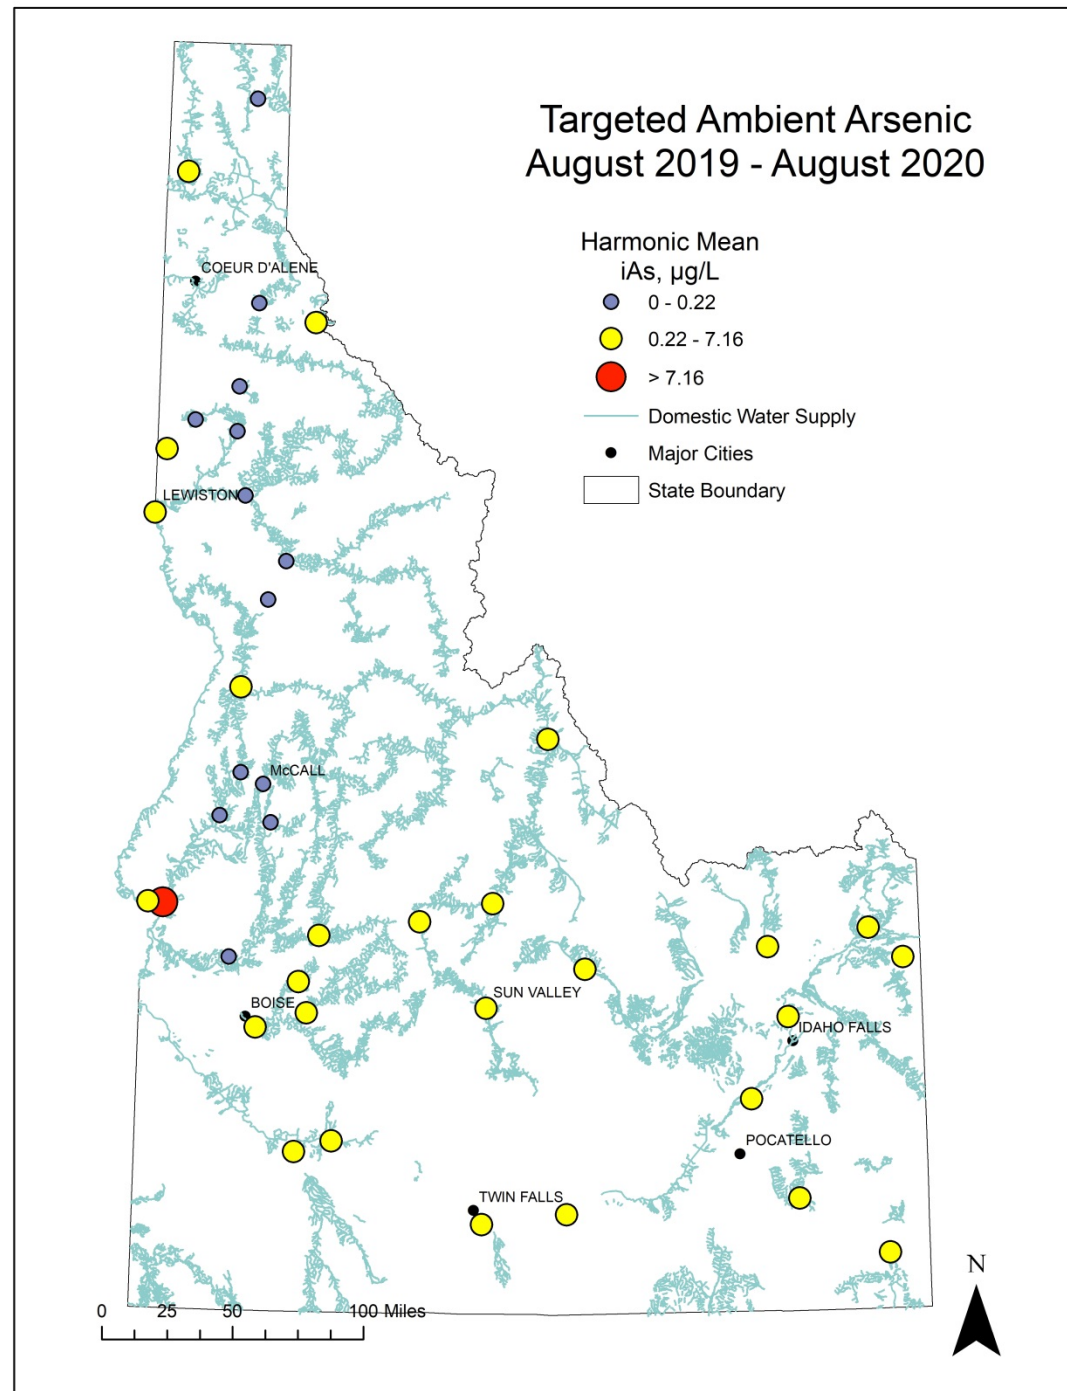 Targeted Ambient Arsenic
August 2019 - August 2020
Harmonic Mean
iAs, µg/L
0 - 0.22
0.22 - 7.16
> 7.16
Domestic Water Supply
Major Cities
State Boundary
COEUR D'ALENE
LEWISTON
McCALL
BOISE
SUN VALLEY
IDAHO FALLS
POCATELLO
TWIN FALLS
0 25 50 100 Miles
N